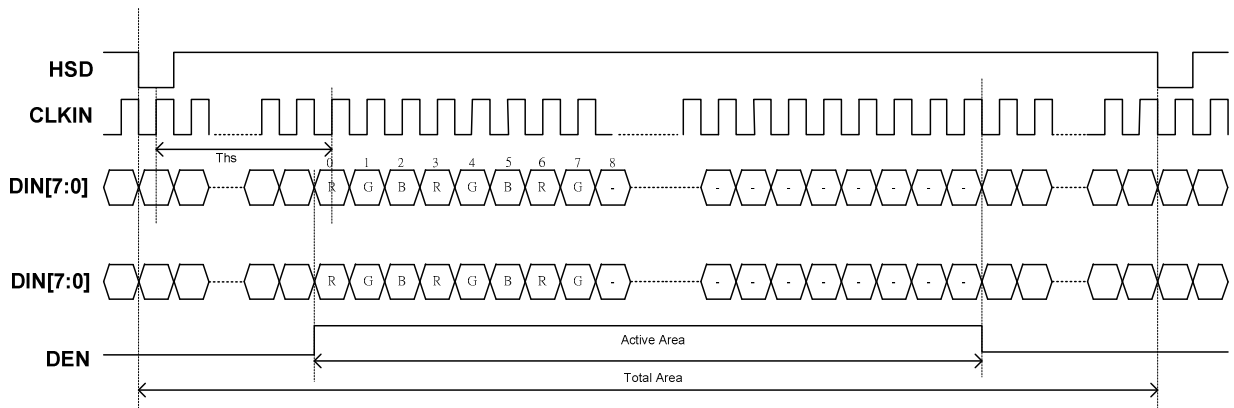 HSD
CLKIN
Ths
0 1 2 3 4 5 6 7 8
DIN[7:0] R G B R G B R G - - - - - - - - -
DIN[7:0] R G B R G B R G - - - - - - - - -
Active Area
DEN
Total Area